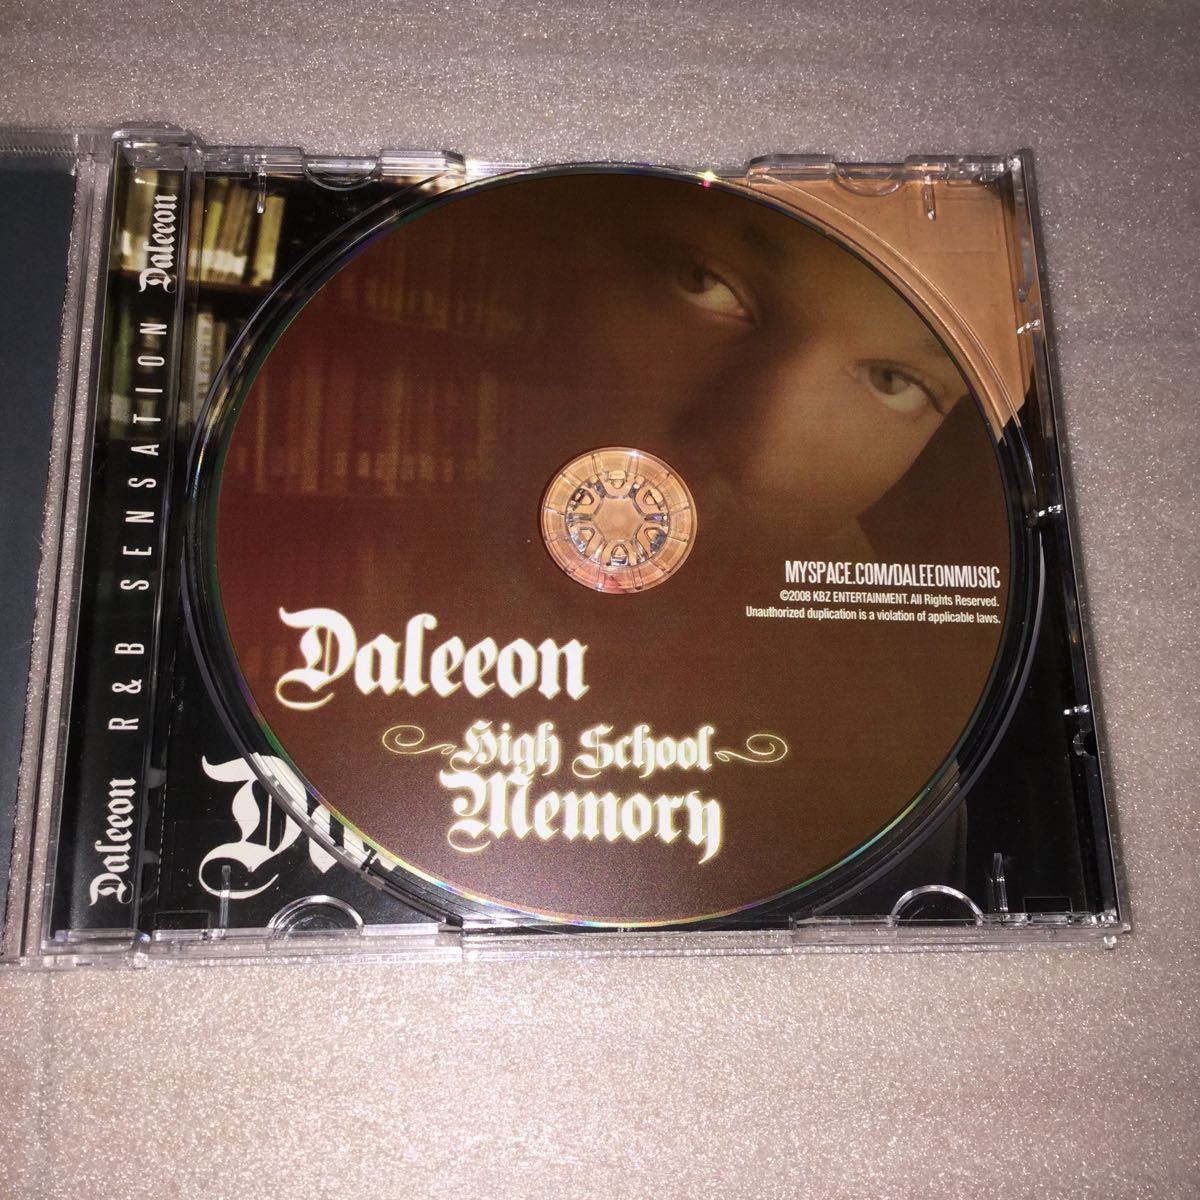 Daleeon R&B SENSATION Daleeon
MYSPACE.COM/DALEEONMUSIC
©2008 KBZ ENTERTAINMENT. All Rights Reserved.
Unauthorized duplication is a violation of applicable laws.
Daleeon
High School
Memory